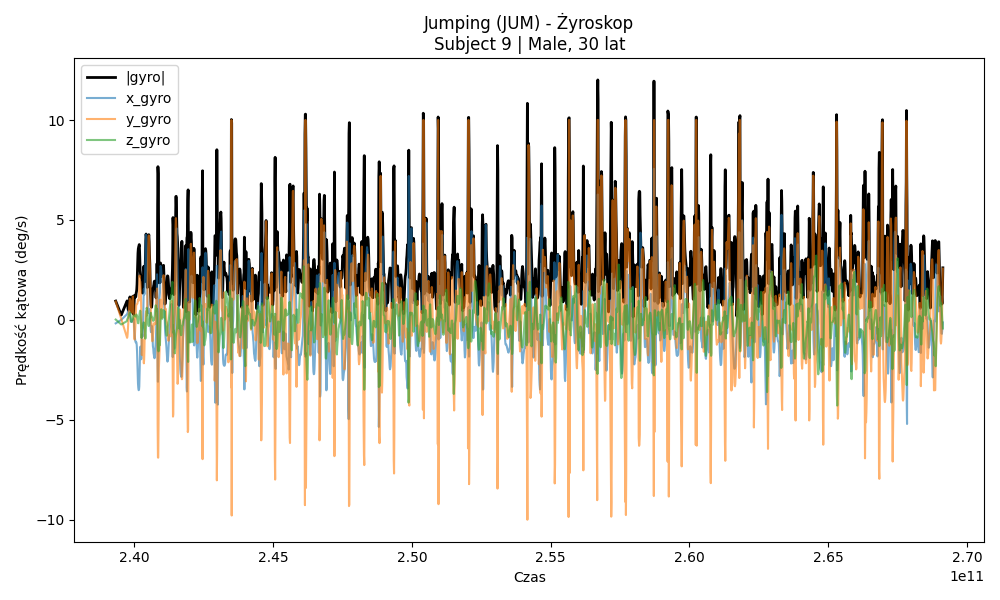 Jumping (JUM) - Żyroskop
Subject 9 | Male, 30 lat
|gyro|
x_gyro
y_gyro
z_gyro
Prędkość kątowa (deg/s)
10
5
0
−5
−10
2.40 2.45 2.50 2.55 2.60 2.65 2.70
1e11
Czas